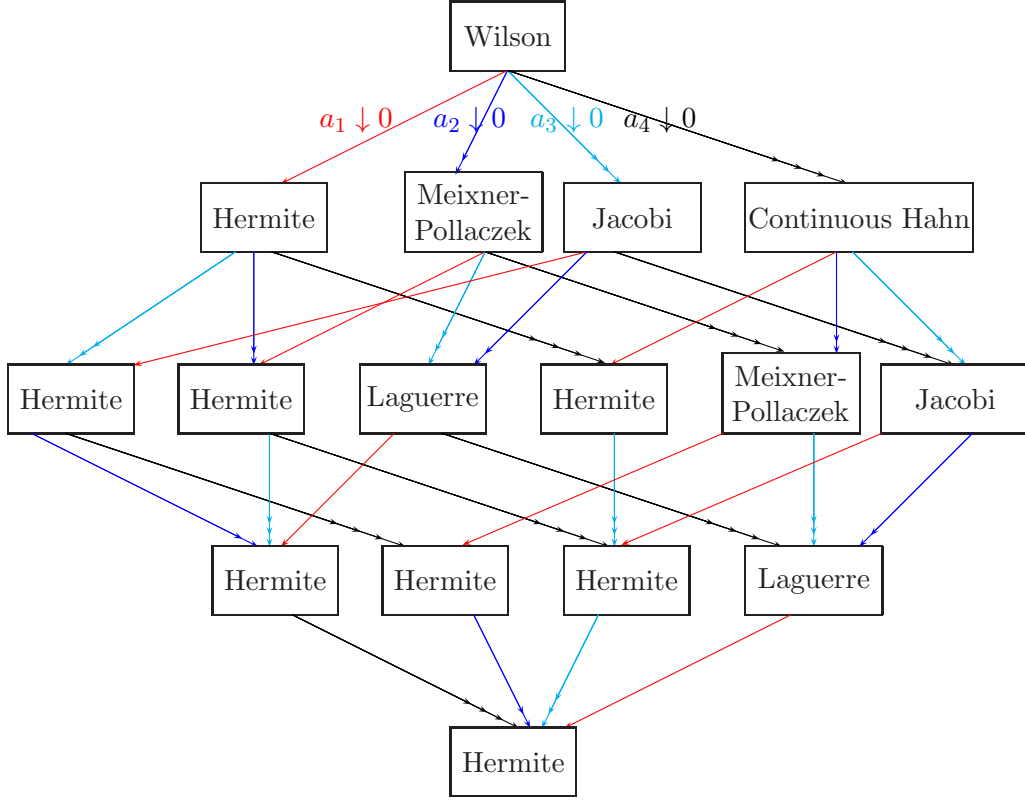 Wilson
a₁ ↓ 0
a₂ ↓ 0
a₃ ↓ 0
a₄ ↓ 0
Hermite
Meixner-
Pollaczek
Jacobi
Continuous Hahn
Hermite
Hermite
Laguerre
Hermite
Meixner-
Pollaczek
Jacobi
Hermite
Hermite
Hermite
Laguerre
Hermite